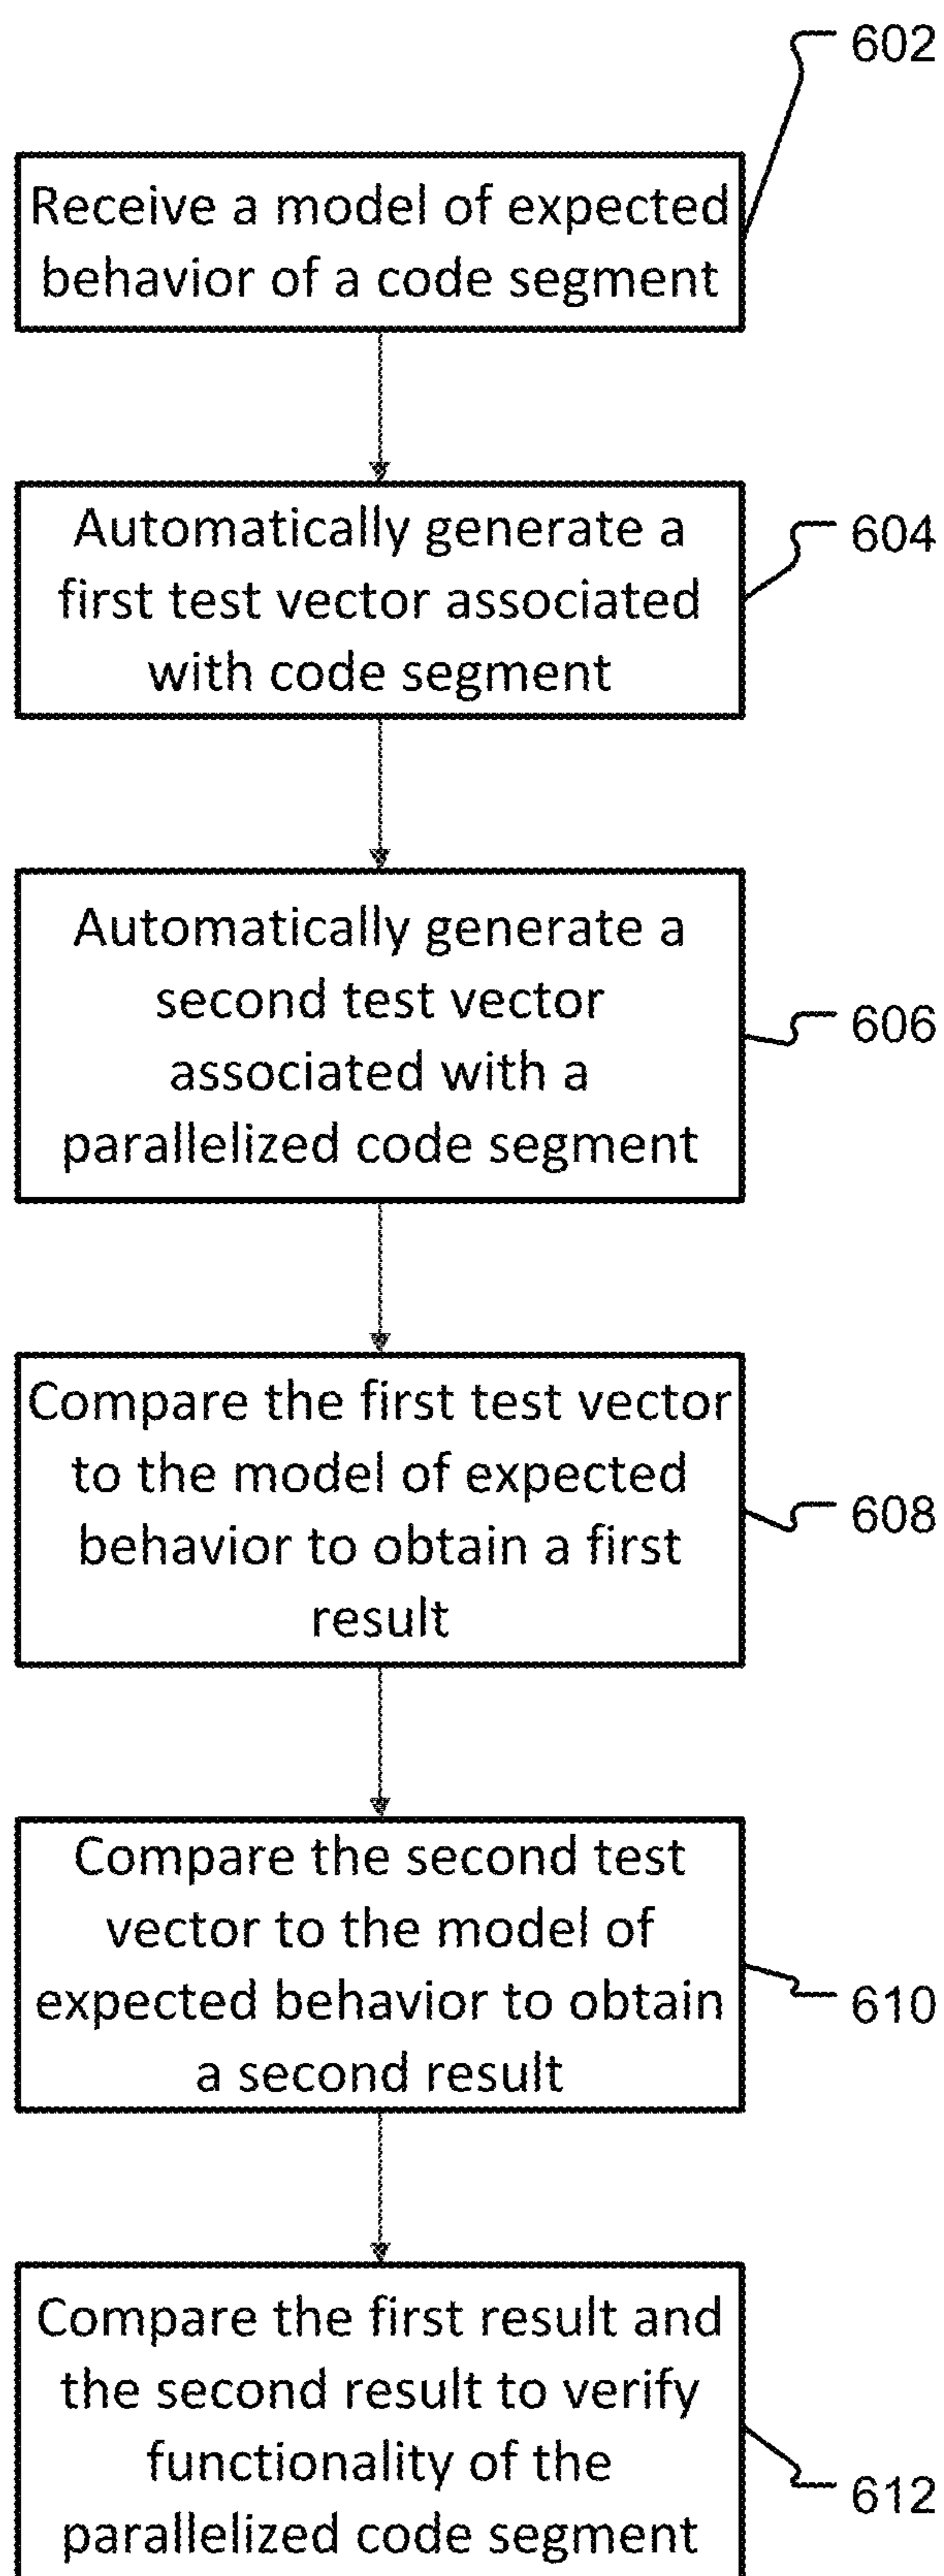 602
Receive a model of expected
behavior of a code segment
Automatically generate a
first test vector associated
with code segment
604
Automatically generate a
second test vector
associated with a
parallelized code segment
606
Compare the first test vector
to the model of expected
behavior to obtain a first
result
608
Compare the second test
vector to the model of
expected behavior to obtain
a second result
610
Compare the first result and
the second result to verify
functionality of the
parallelized code segment
612